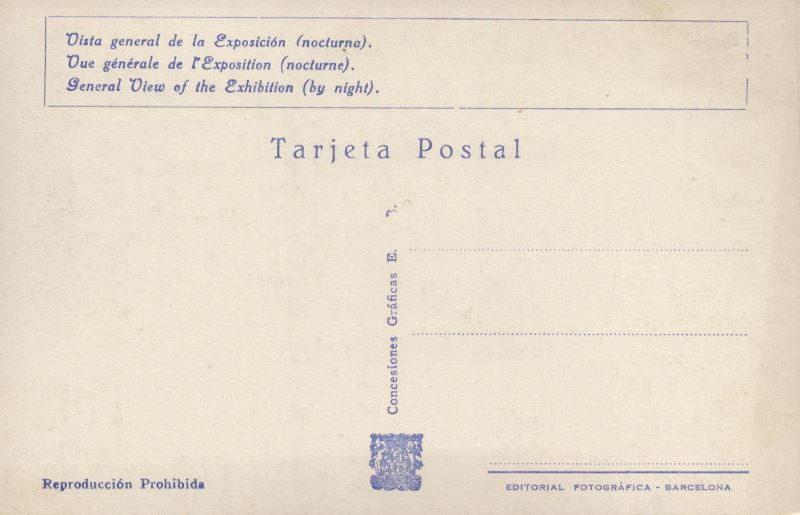 Vista general de la Exposición (nocturna).
Vue générale de l'Exposition (nocturne).
General View of the Exhibition (by night).
Tarjeta Postal
Concesiones Gráficas E.
Reproducción Prohibida
EDITORIAL FOTOGRÁFICA - BARCELONA